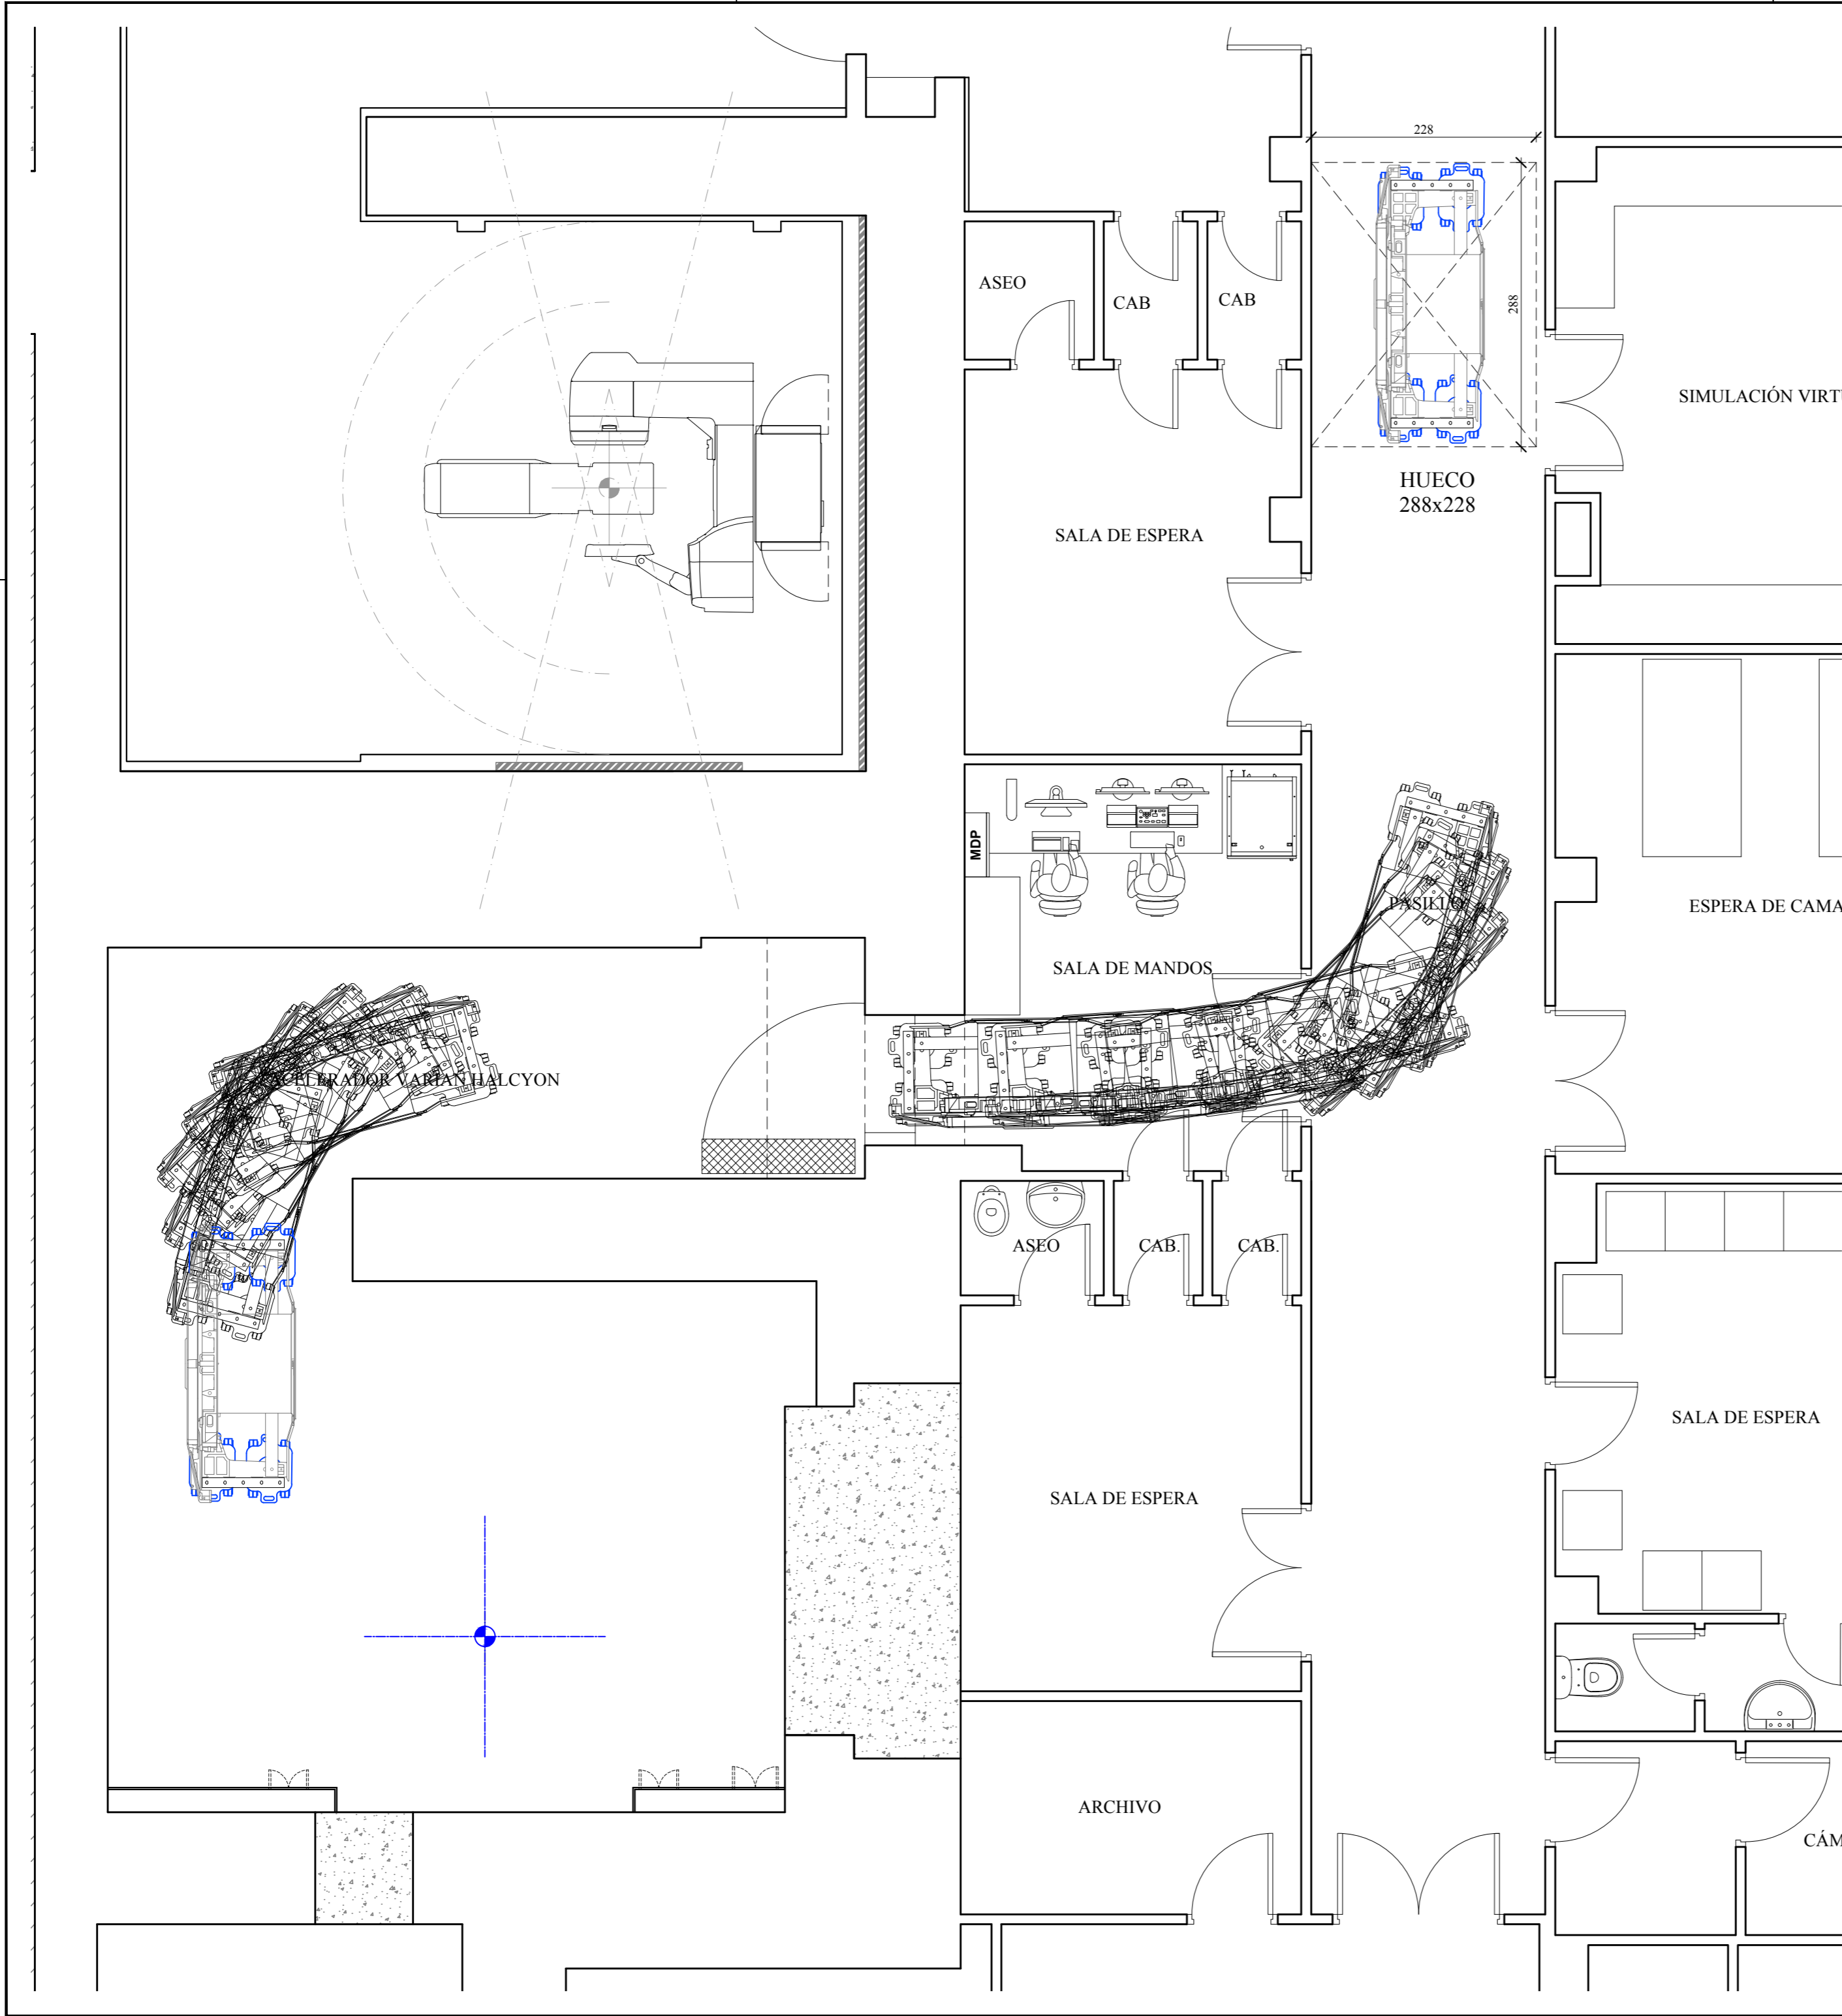 228
ASEO
CAB
CAB
288
SIMULACIÓN VIRTU
HUECO
288x228
SALA DE ESPERA
MDP
PASILLO
ESPERA DE CAMA
SALA DE MANDOS
ACELERADOR VARIAN HALCYON
ASEO
CAB.
CAB.
SALA DE ESPERA
SALA DE ESPERA
ARCHIVO
CÁM